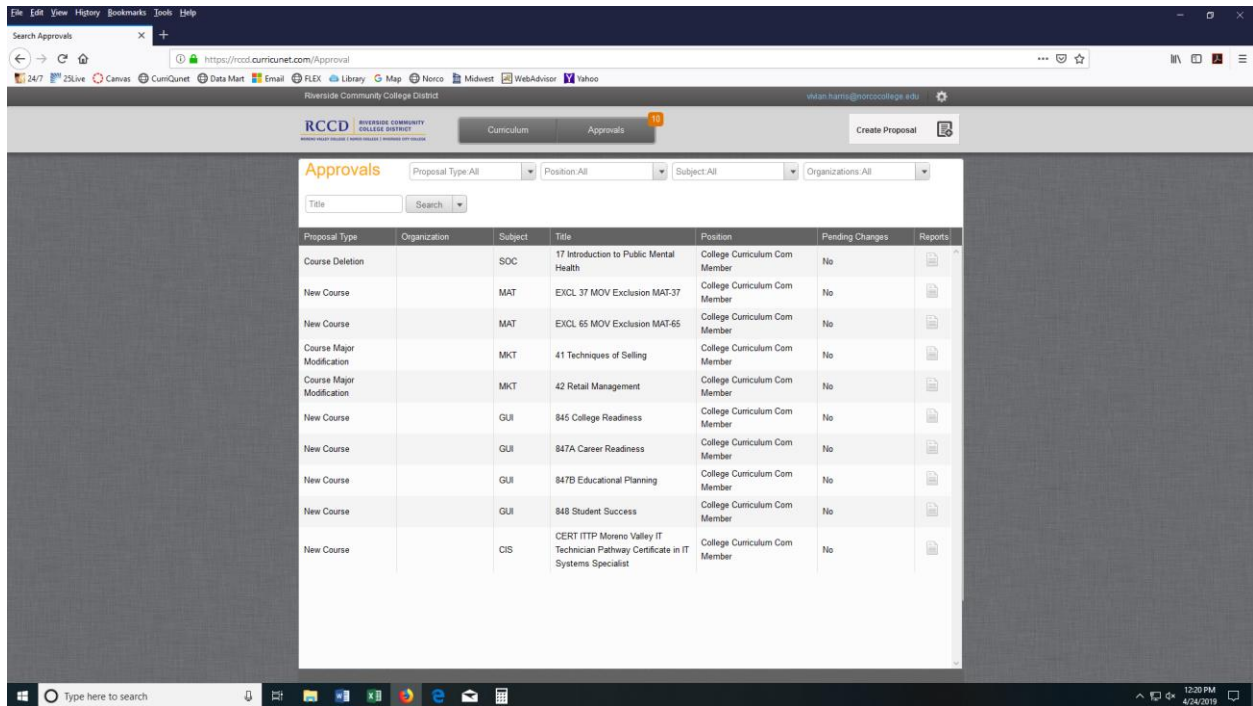 File Edit View History Bookmarks Tools Help
Search Approvals
https://rccd.curricunet.com/Approval
24/7 25Live Canvas CurriQunet Data Mart Email FLEX Library Map Norco Midwest WebAdvisor Yahoo
Riverside Community College District vivian.harris@norcocollege.edu
RCCD RIVERSIDE COMMUNITY
COLLEGE DISTRICT
MORENO VALLEY COLLEGE | NORCO COLLEGE | RIVERSIDE CITY COLLEGE
Curriculum Approvals 10 Create Proposal
Approvals Proposal Type:All Position:All Subject:All Organizations:All
Title Search
Proposal Type Organization Subject Title Position Pending Changes Reports
Course Deletion SOC 17 Introduction to Public Mental Health College Curriculum Com Member No
New Course MAT EXCL 37 MOV Exclusion MAT-37 College Curriculum Com Member No
New Course MAT EXCL 65 MOV Exclusion MAT-65 College Curriculum Com Member No
Course Major Modification MKT 41 Techniques of Selling College Curriculum Com Member No
Course Major Modification MKT 42 Retail Management College Curriculum Com Member No
New Course GUI 845 College Readiness College Curriculum Com Member No
New Course GUI 847A Career Readiness College Curriculum Com Member No
New Course GUI 847B Educational Planning College Curriculum Com Member No
New Course GUI 848 Student Success College Curriculum Com Member No
New Course CIS CERT ITTP Moreno Valley IT Technician Pathway Certificate in IT Systems Specialist College Curriculum Com Member No
Type here to search
12:20 PM
4/24/2019